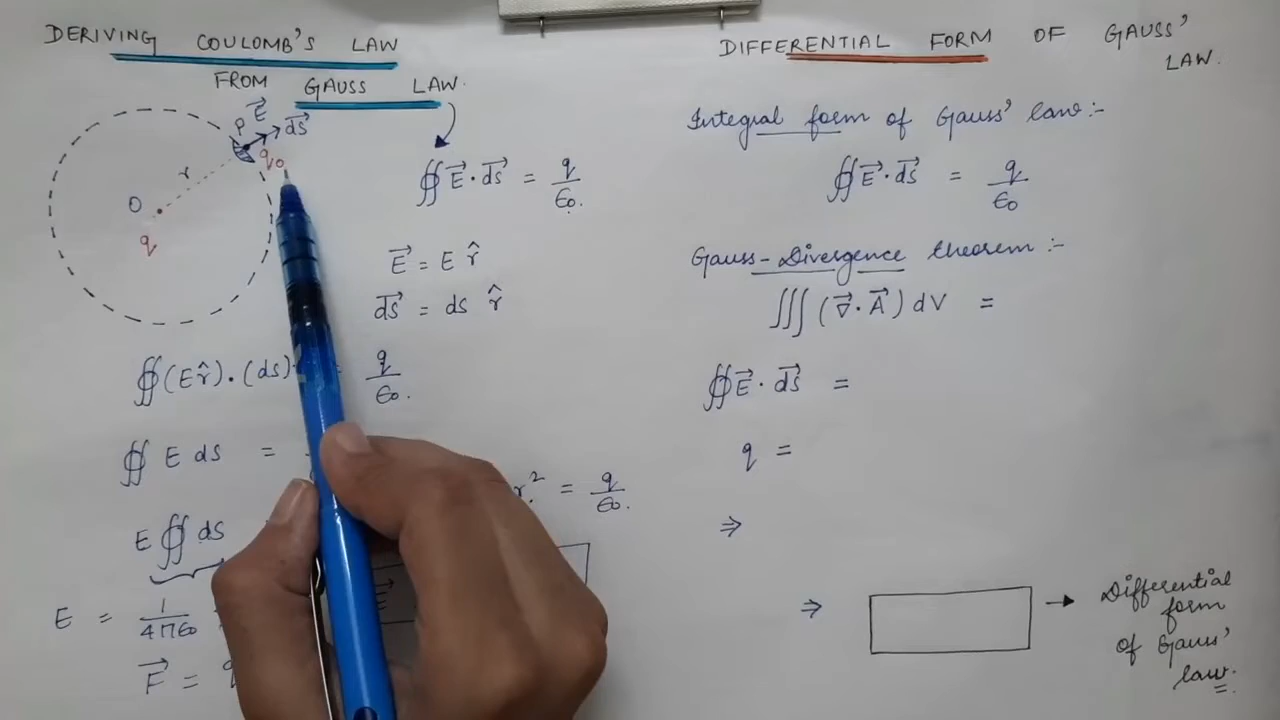 DERIVING COULOMB'S LAW
FROM GAUSS LAW.
P E⃗ ds⃗
q₀
r
O
q
∯ E⃗ · ds⃗ = q/ε₀.
E⃗ = E r̂
ds⃗ = ds r̂
∯ (E r̂) · (ds) = q/ε₀.
∯ E ds =
r² = q/ε₀.
E ∯ ds
E = 1/4πε₀
F⃗ =
DIFFERENTIAL FORM OF GAUSS' LAW.
Integral form of Gauss' law :-
∯ E⃗ · ds⃗ = q/ε₀
Gauss-Divergence theorem :-
∭ (∇⃗ · A⃗) dV =
∯ E⃗ · ds⃗ =
q =
⇒
⇒ → Differential
form
of Gauss'
law.